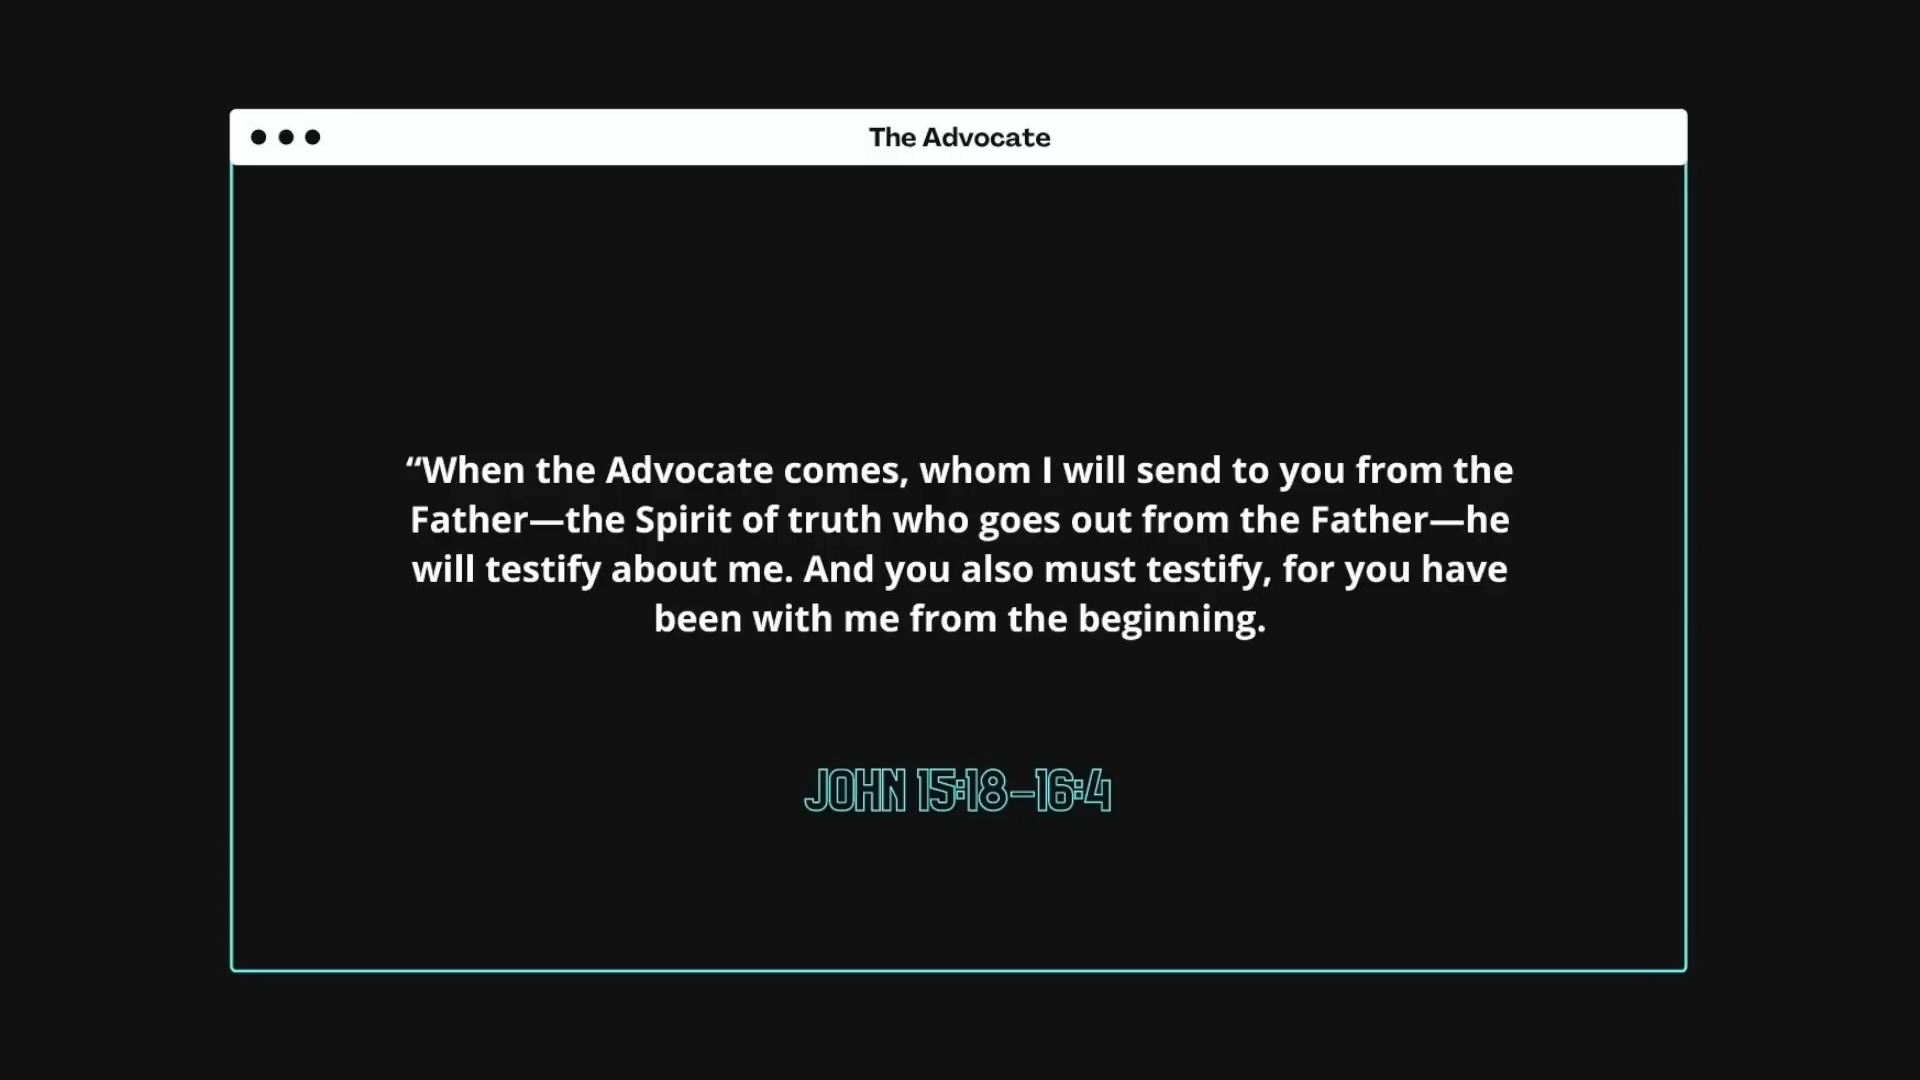 The Advocate
“When the Advocate comes, whom I will send to you from the
Father—the Spirit of truth who goes out from the Father—he
will testify about me. And you also must testify, for you have
been with me from the beginning.
JOHN 15:18–16:4